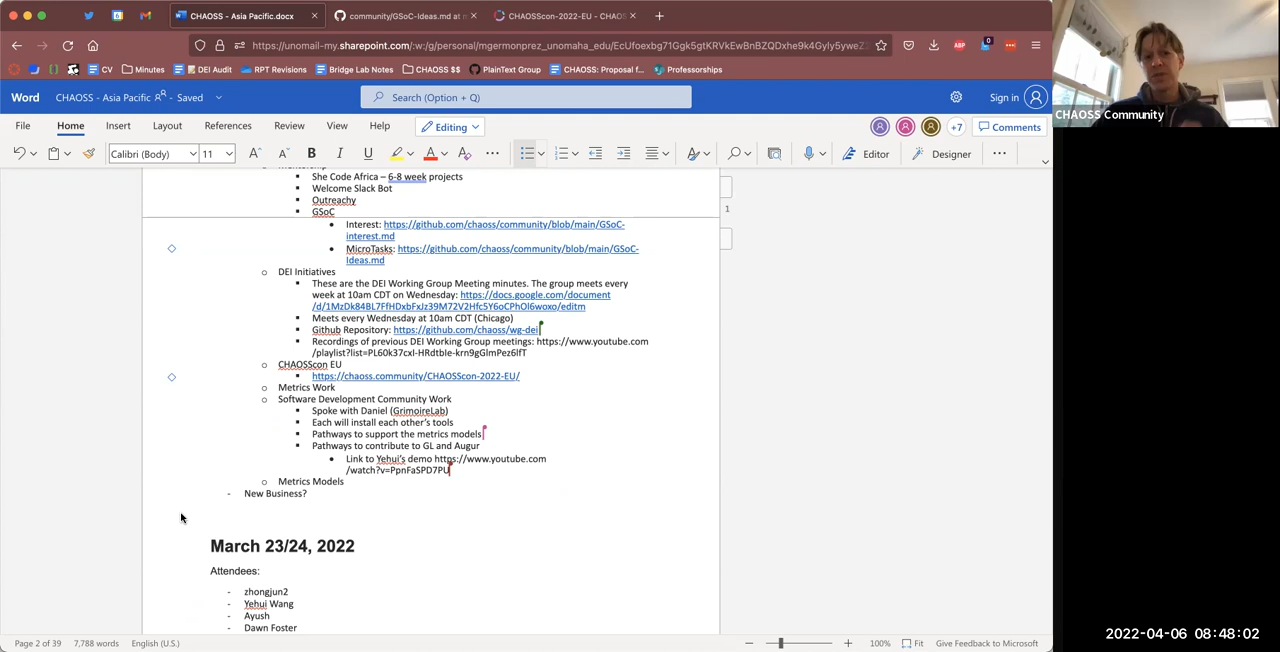 CHAOSS - Asia Pacific.docx
community/GSoC-Ideas.md at m
CHAOSScon-2022-EU - CHAOSS
https://unomail-my.sharepoint.com/:w:/g/personal/mgermonprez_unomaha_edu/
0
CV
Minutes
DEI Audit
RPT Revisions
Bridge Lab Notes
CHAOSS $$
PlainText Group
CHAOSS: Proposal f...
Professorships
Word CHAOSS - Asia Pacific - Saved
Search (Option + Q)
Sign in
File Home Insert Layout References Review View Help Editing
+7 Comments
Calibri (Body) 11
Editor Designer
She Code Africa – 6-8 week projects
Welcome Slack Bot
Outreachy
GSoC
1
Interest: https://github.com/chaoss/community/blob/main/GSoC-
interest.md
MicroTasks: https://github.com/chaoss/community/blob/main/GSoC-
Ideas.md
DEI Initiatives
These are the DEI Working Group Meeting minutes. The group meets every
week at 10am CDT on Wednesday: https://docs.google.com/document
/d/1MzDk84BL7FfHDxbFxJz39M72V2Hfc5Y6oCPhOl6woxo/editm
Meets every Wednesday at 10am CDT (Chicago)
Github Repository: https://github.com/chaoss/wg-dei
Recordings of previous DEI Working Group meetings: https://www.youtube.com
/playlist?list=PL60k37cxI-HRdtbIe-krn9gGlmPez6lfT
CHAOSScon EU
https://chaoss.community/CHAOSScon-2022-EU/
Metrics Work
Software Development Community Work
Spoke with Daniel (GrimoireLab)
Each will install each other's tools
Pathways to support the metrics models
Pathways to contribute to GL and Augur
Link to Yehui's demo https://www.youtube.com
/watch?v=PpnFaSPD7PU
Metrics Models
- New Business?
March 23/24, 2022
Attendees:
- zhongjun2
- Yehui Wang
- Ayush
- Dawn Foster
Page 2 of 39 7,788 words English (U.S.)
100% Fit Give Feedback to Microsoft
CHAOSS Community
2022-04-06 08:48:02